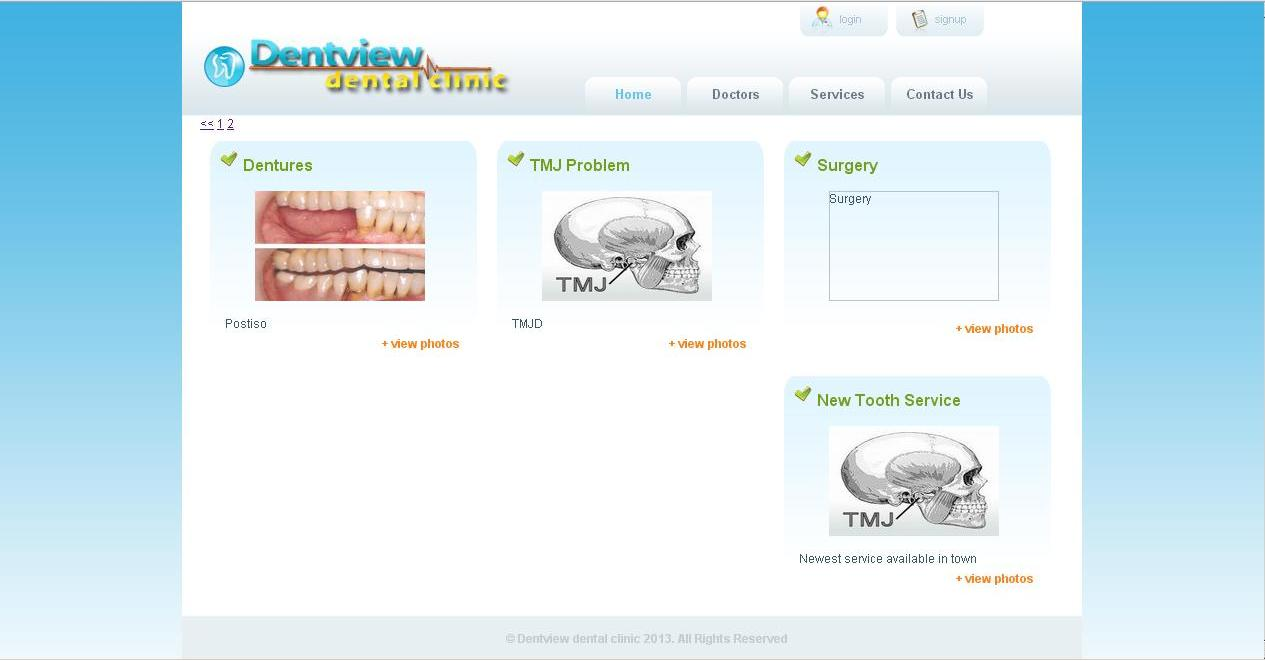 login
signup
Dentview
dental clinic
Home
Doctors
Services
Contact Us
<< 1 2
Dentures
Postiso
+ view photos
TMJ Problem
TMJ
TMJD
+ view photos
Surgery
Surgery
+ view photos
New Tooth Service
TMJ
Newest service available in town
+ view photos
© Dentview dental clinic 2013. All Rights Reserved